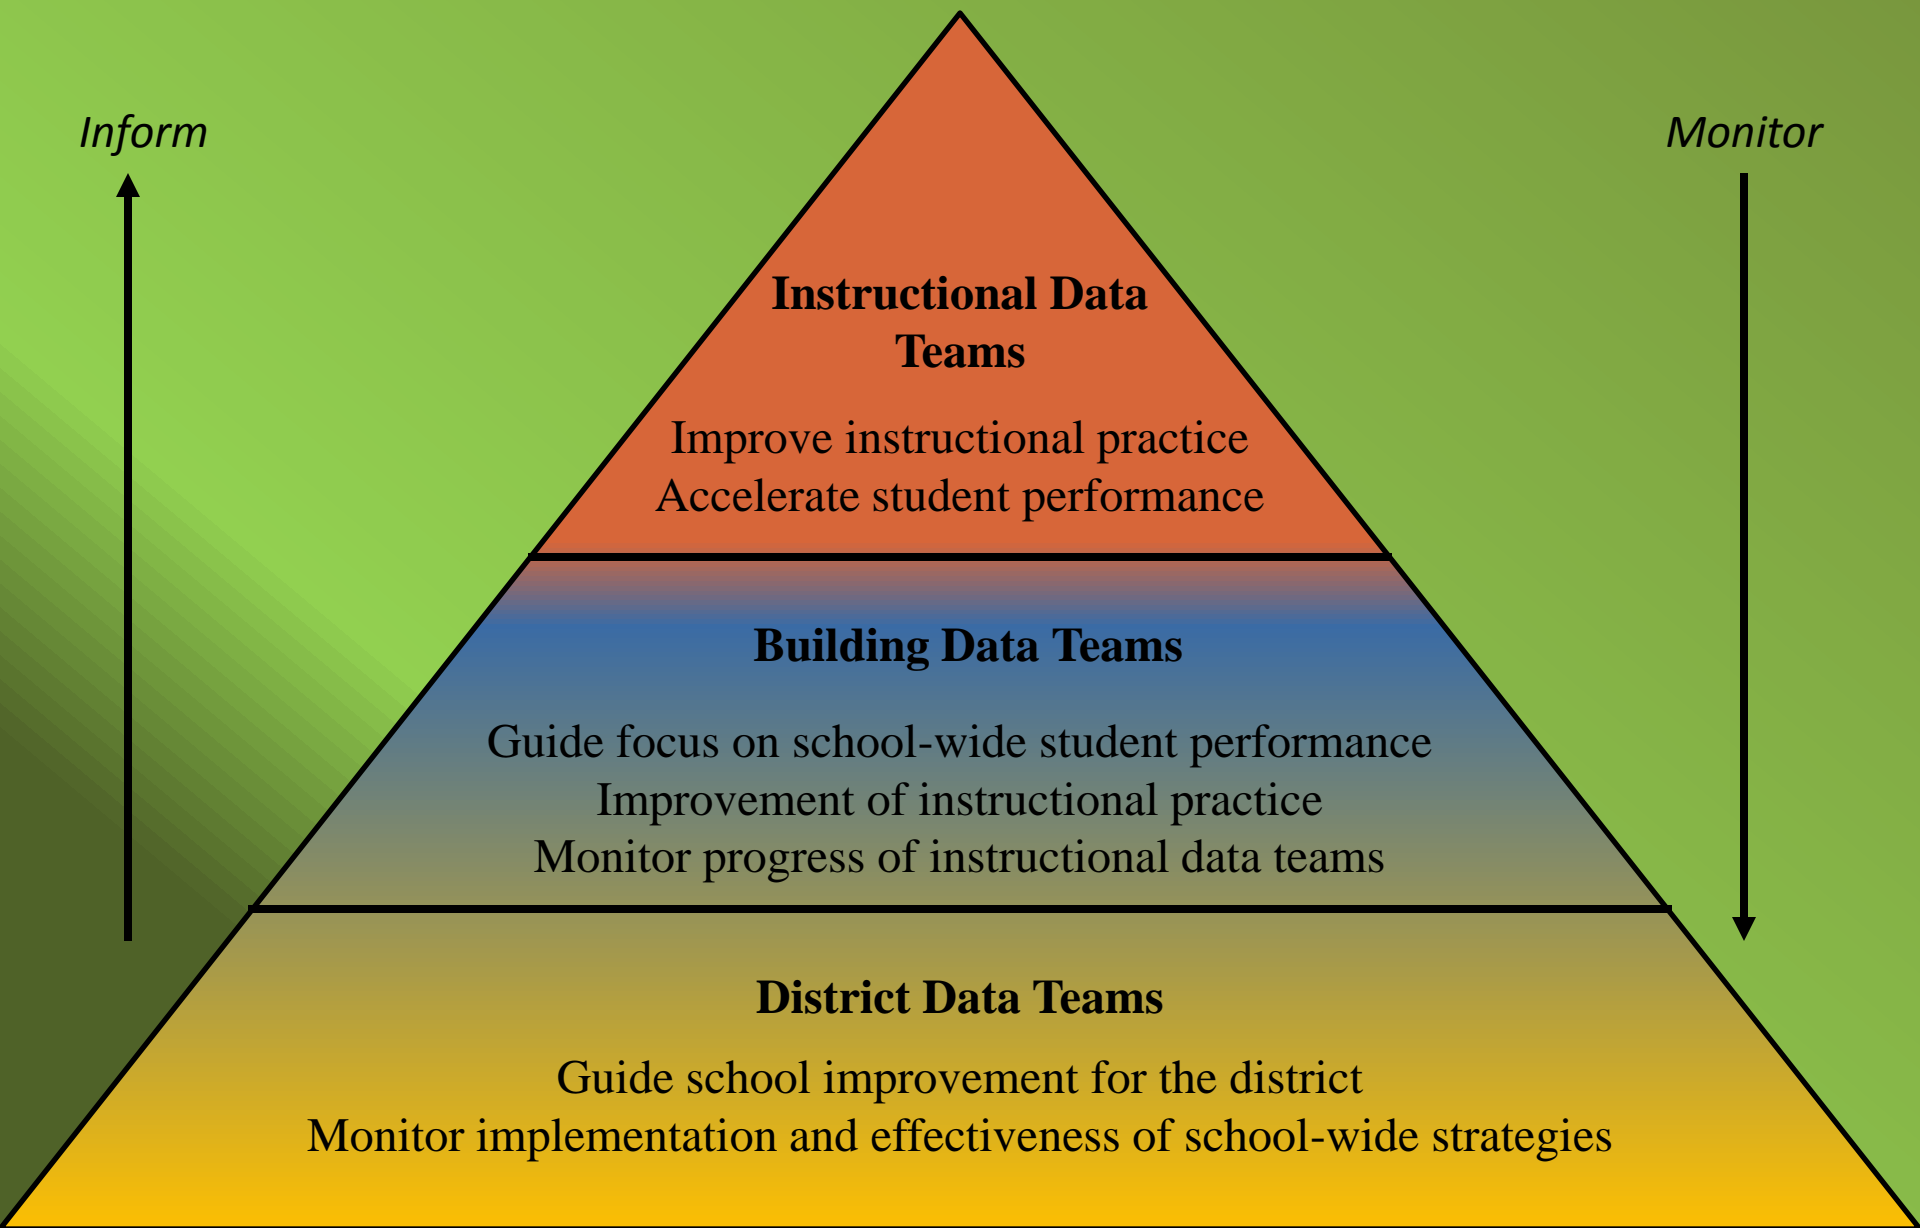 Inform
Monitor
Instructional Data
Teams
Improve instructional practice
Accelerate student performance
Building Data Teams
Guide focus on school-wide student performance
Improvement of instructional practice
Monitor progress of instructional data teams
District Data Teams
Guide school improvement for the district
Monitor implementation and effectiveness of school-wide strategies